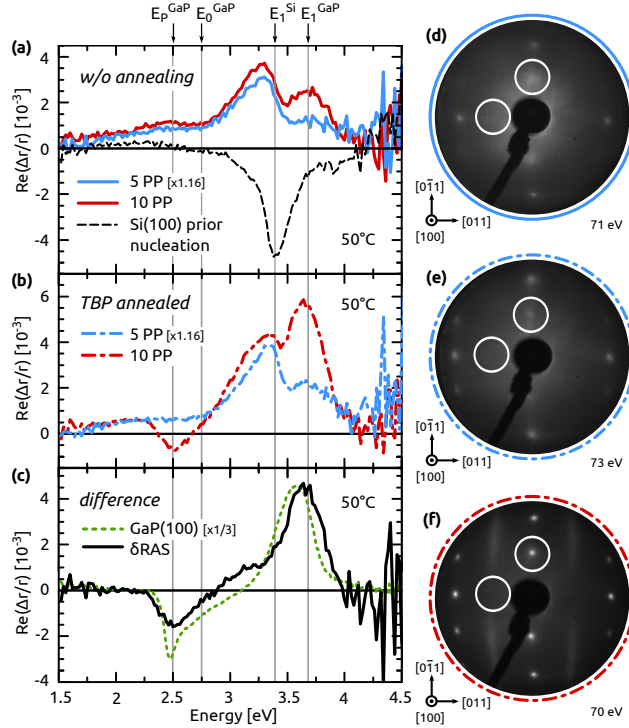 E_P^GaP E_0^GaP E_1^Si E_1^GaP
(a)
w/o annealing
Re(Δr/r) [10⁻³]
4
2
0
-2
-4
5 PP [x1.16]
10 PP
Si(100) prior
nucleation
50°C
(b)
TBP annealed
50°C
Re(Δr/r) [10⁻³]
6
4
2
0
5 PP [x1.16]
10 PP
(c)
difference
50°C
Re(Δr/r) [10⁻³]
4
2
0
-2
-4
GaP(100) [x1/3]
δRAS
1.5 2.0 2.5 3.0 3.5 4.0 4.5
Energy [eV]
(d)
[01̅1]
[011]
[100]
71 eV
(e)
[01̅1]
[011]
[100]
73 eV
(f)
[01̅1]
[011]
[100]
70 eV